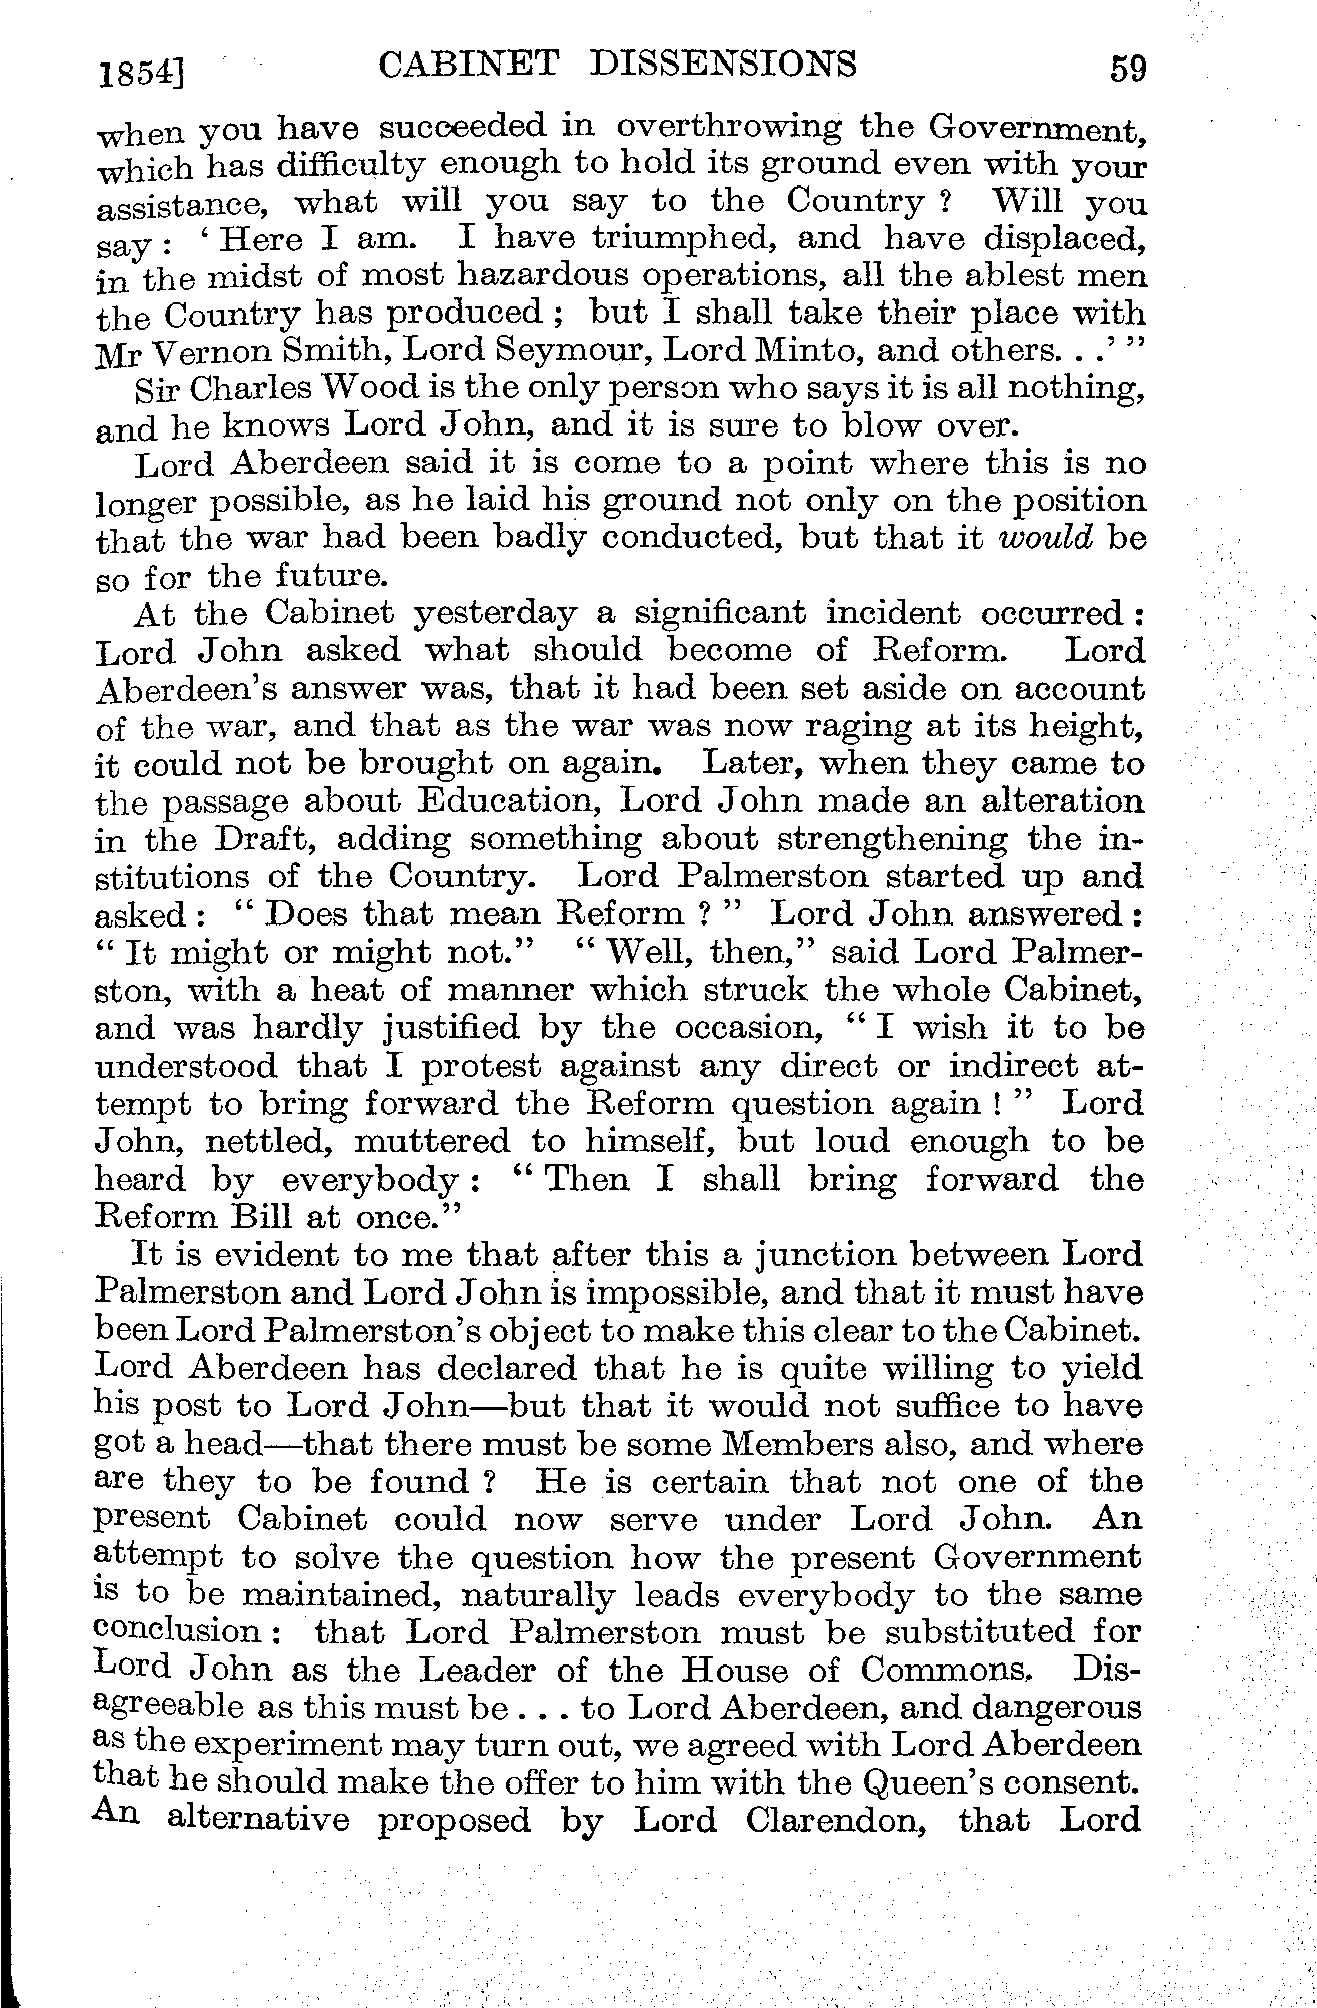 1854] CABINET DISSENSIONS 59
when you have succeeded in overthrowing the Government,
which has difficulty enough to hold its ground even with your
assistance, what will you say to the Country ? Will you
say : ‘ Here I am. I have triumphed, and have displaced,
in the midst of most hazardous operations, all the ablest men
the Country has produced ; but I shall take their place with
Mr Vernon Smith, Lord Seymour, Lord Minto, and others. . .’ ”
Sir Charles Wood is the only person who says it is all nothing,
and he knows Lord John, and it is sure to blow over.
Lord Aberdeen said it is come to a point where this is no
longer possible, as he laid his ground not only on the position
that the war had been badly conducted, but that it would be
so for the future.
At the Cabinet yesterday a significant incident occurred :
Lord John asked what should become of Reform. Lord
Aberdeen’s answer was, that it had been set aside on account
of the war, and that as the war was now raging at its height,
it could not be brought on again. Later, when they came to
the passage about Education, Lord John made an alteration
in the Draft, adding something about strengthening the in-
stitutions of the Country. Lord Palmerston started up and
asked : “ Does that mean Reform ? ” Lord John answered :
“ It might or might not.” “ Well, then,” said Lord Palmer-
ston, with a heat of manner which struck the whole Cabinet,
and was hardly justified by the occasion, “ I wish it to be
understood that I protest against any direct or indirect at-
tempt to bring forward the Reform question again ! ” Lord
John, nettled, muttered to himself, but loud enough to be
heard by everybody : “ Then I shall bring forward the
Reform Bill at once.”
It is evident to me that after this a junction between Lord
Palmerston and Lord John is impossible, and that it must have
been Lord Palmerston’s object to make this clear to the Cabinet.
Lord Aberdeen has declared that he is quite willing to yield
his post to Lord John—but that it would not suffice to have
got a head—that there must be some Members also, and where
are they to be found ? He is certain that not one of the
present Cabinet could now serve under Lord John. An
attempt to solve the question how the present Government
is to be maintained, naturally leads everybody to the same
conclusion : that Lord Palmerston must be substituted for
Lord John as the Leader of the House of Commons. Dis-
agreeable as this must be . . . to Lord Aberdeen, and dangerous
as the experiment may turn out, we agreed with Lord Aberdeen
that he should make the offer to him with the Queen’s consent.
An alternative proposed by Lord Clarendon, that Lord